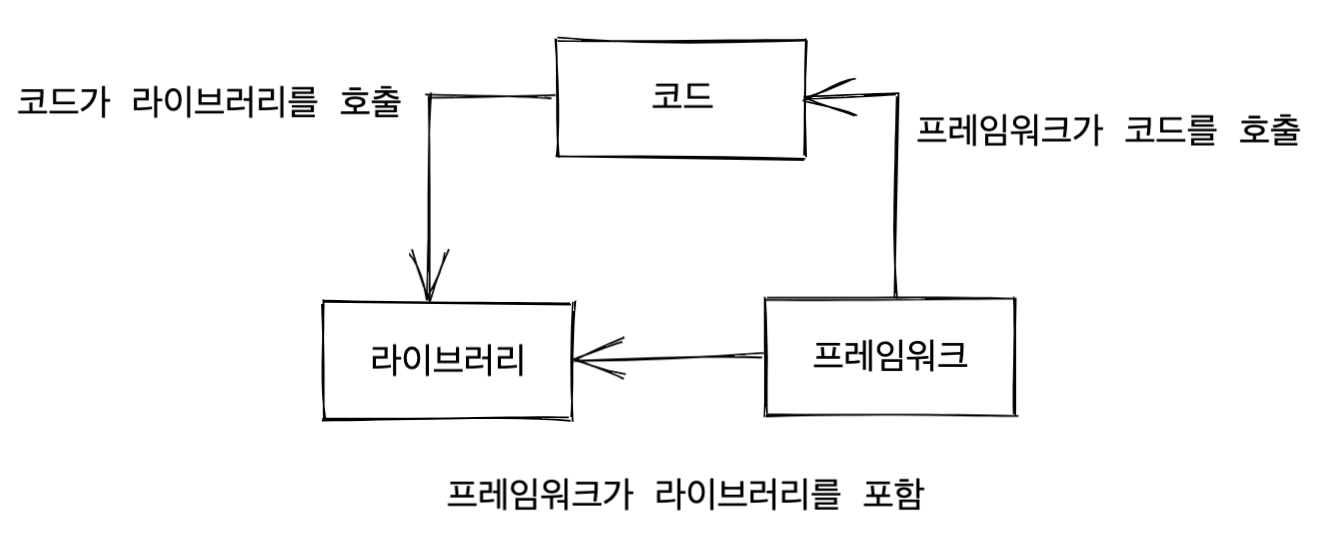 코드
코드가 라이브러리를 호출
프레임워크가 코드를 호출
라이브러리
프레임워크
프레임워크가 라이브러리를 포함